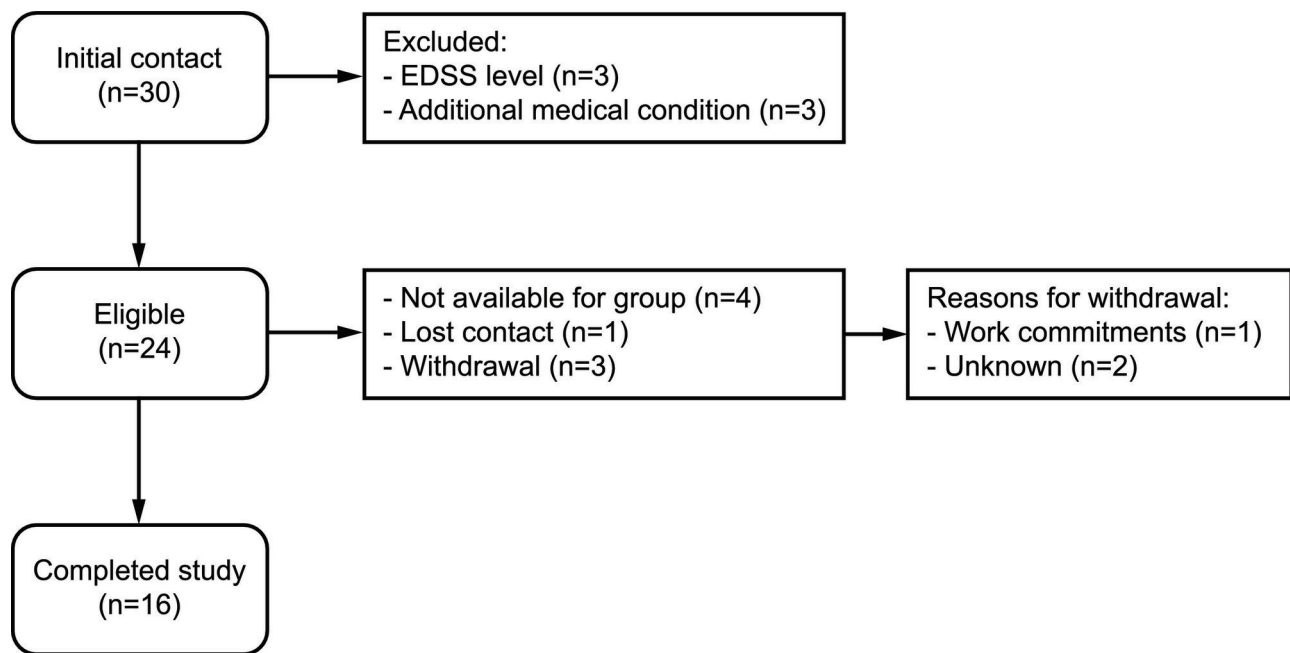 Initial contact
(n=30)
Excluded:
- EDSS level (n=3)
- Additional medical condition (n=3)
Eligible
(n=24)
- Not available for group (n=4)
- Lost contact (n=1)
- Withdrawal (n=3)
Reasons for withdrawal:
- Work commitments (n=1)
- Unknown (n=2)
Completed study
(n=16)